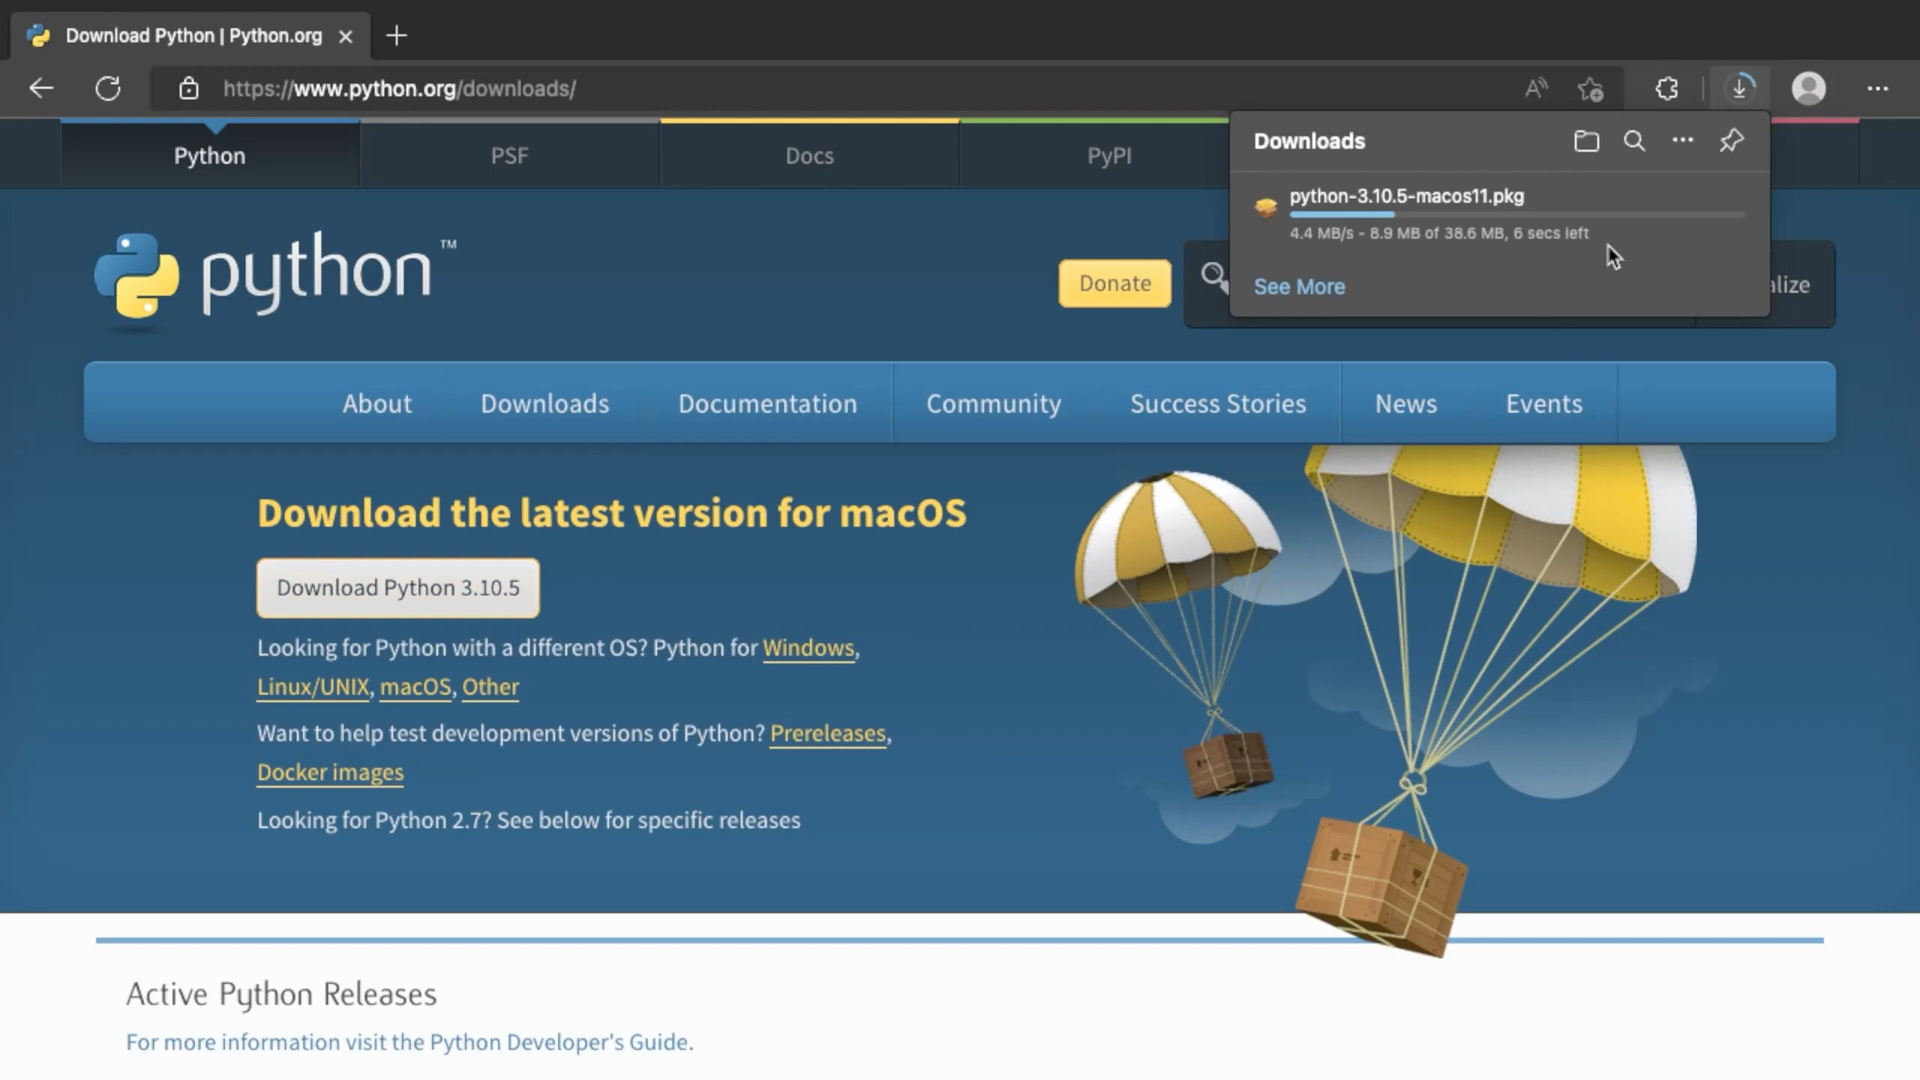 Download Python | Python.org
https://www.python.org/downloads/
Python
PSF
Docs
PyPI
Downloads
python-3.10.5-macos11.pkg
4.4 MB/s - 8.9 MB of 38.6 MB, 6 secs left
See More
python™
Donate
alize
About
Downloads
Documentation
Community
Success Stories
News
Events
Download the latest version for macOS
Download Python 3.10.5
Looking for Python with a different OS? Python for Windows,
Linux/UNIX, macOS, Other
Want to help test development versions of Python? Prereleases,
Docker images
Looking for Python 2.7? See below for specific releases
Active Python Releases
For more information visit the Python Developer's Guide.